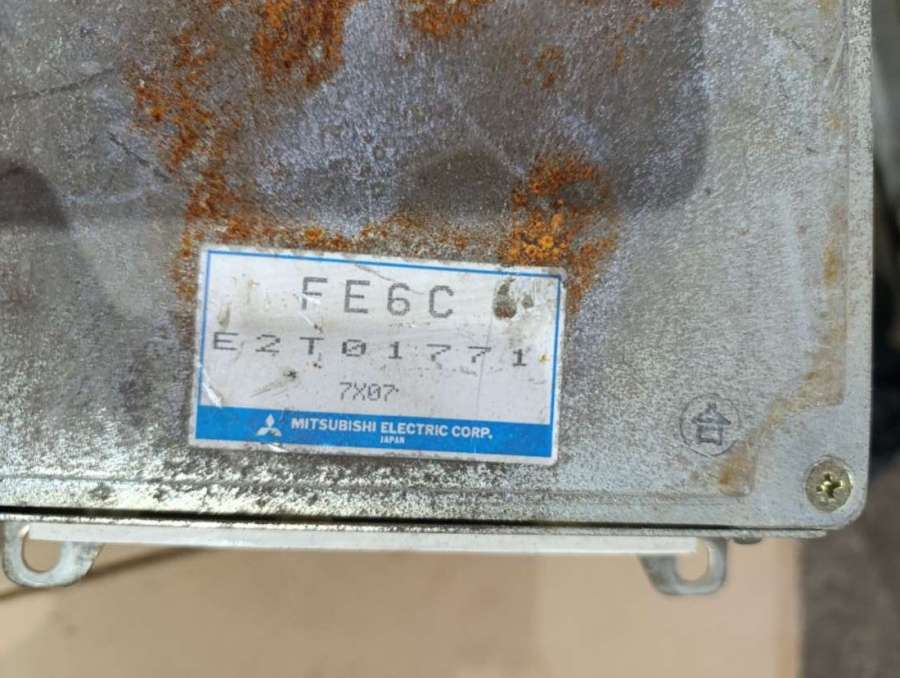 FE6C
E2T01771
7X07
MITSUBISHI ELECTRIC CORP.
JAPAN
合